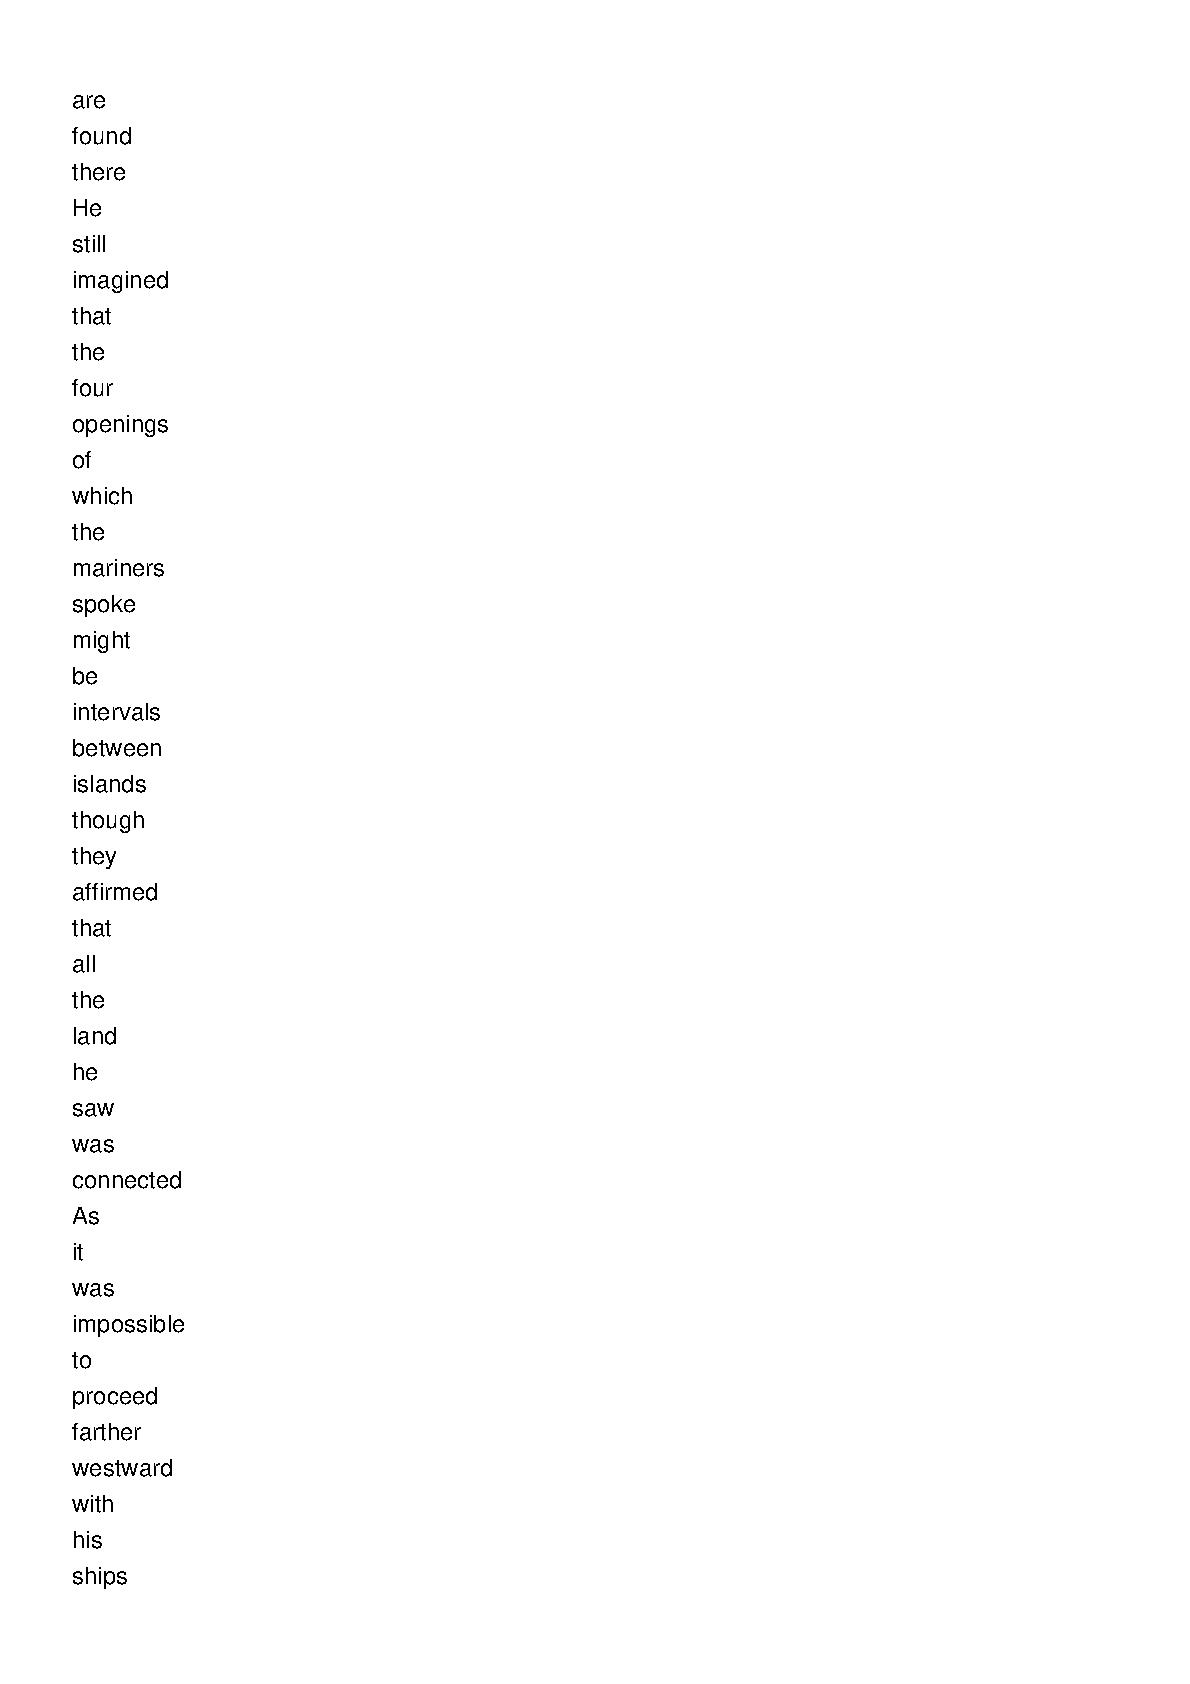 are
found
there
He
still
imagined
that
the
four
openings
of
which
the
mariners
spoke
might
be
intervals
between
islands
though
they
affirmed
that
all
the
land
he
saw
was
connected
As
it
was
impossible
to
proceed
farther
westward
with
his
ships